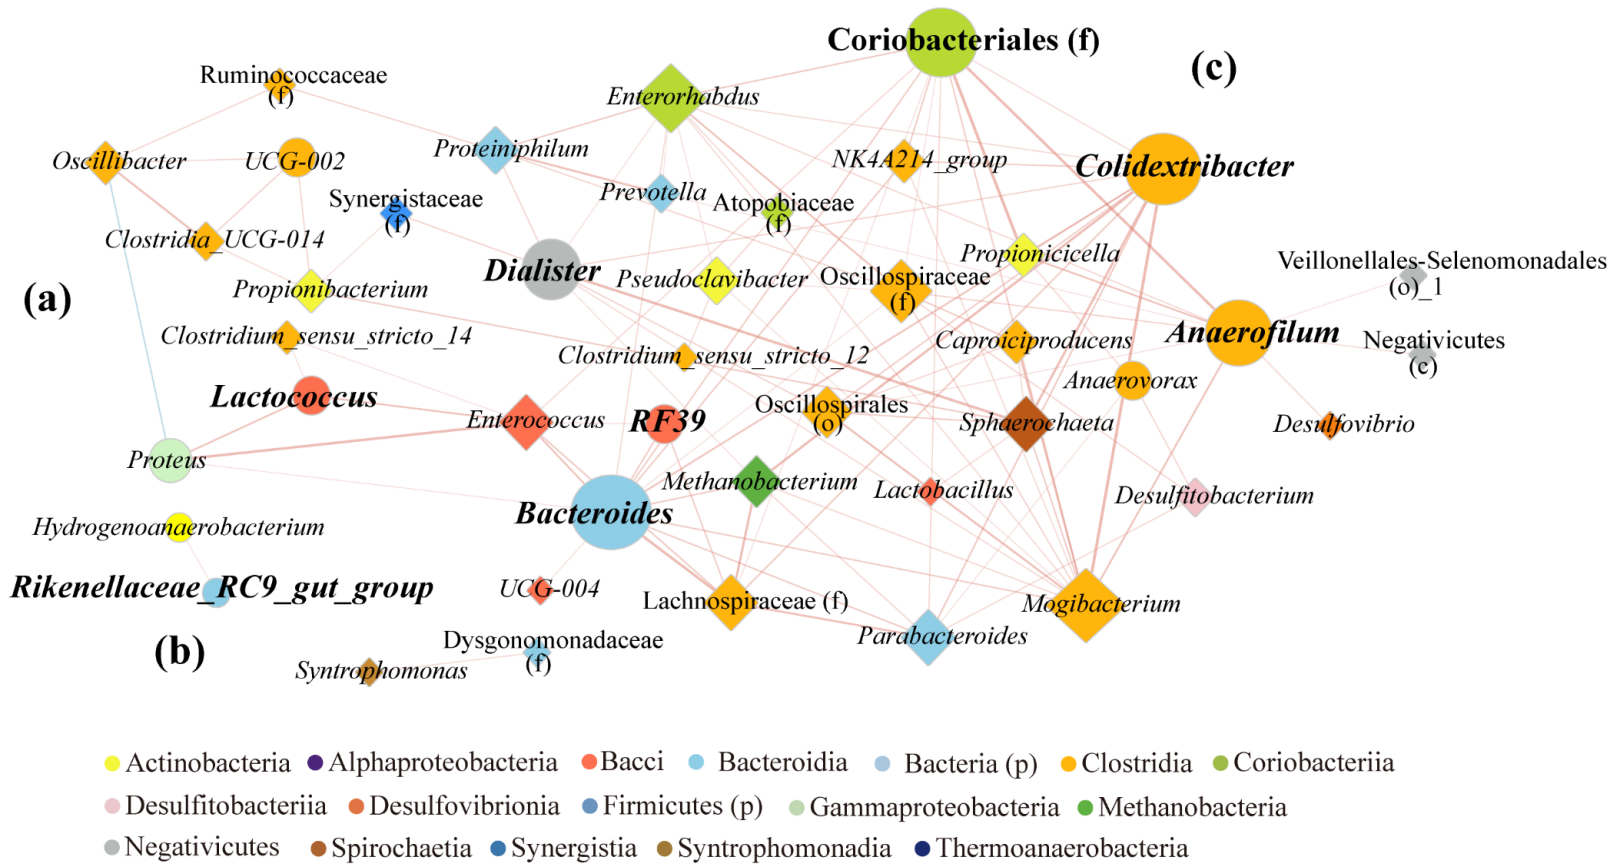 Coriobacteriales (f)
(c)
Ruminococcaceae
(f)
Enterorhabdus
Oscillibacter
UCG-002
Proteiniphilum
NK4A214_group
Colidextribacter
Synergistaceae
(f)
Prevotella
Atopobiaceae
(f)
Clostridia_UCG-014
Propionicicella
Veillonellales-Selenomonadales
(o)_1
Dialister
Pseudoclavibacter
Oscillospiraceae
(f)
Propionibacterium
(a)
Clostridium_sensu_stricto_14
Anaerofilum
Caproiciproducens
Negativicutes
(c)
Clostridium_sensu_stricto_12
Anaerovorax
Lactococcus
Oscillospirales
(o)
Enterococcus
RF39
Sphaerochaeta
Desulfovibrio
Proteus
Methanobacterium
Lactobacillus
Desulfitobacterium
Bacteroides
Hydrogenoanaerobacterium
Rikenellaceae_RC9_gut_group
UCG-004
Lachnospiraceae (f)
Mogibacterium
Parabacteroides
(b)
Dysgonomonadaceae
(f)
Syntrophomonas
Actinobacteria Alphaproteobacteria Bacci Bacteroidia Bacteria (p) Clostridia Coriobacteriia
Desulfitobacteriia Desulfovibrionia Firmicutes (p) Gammaproteobacteria Methanobacteria
Negativicutes Spirochaetia Synergistia Syntrophomonadia Thermoanaerobacteria